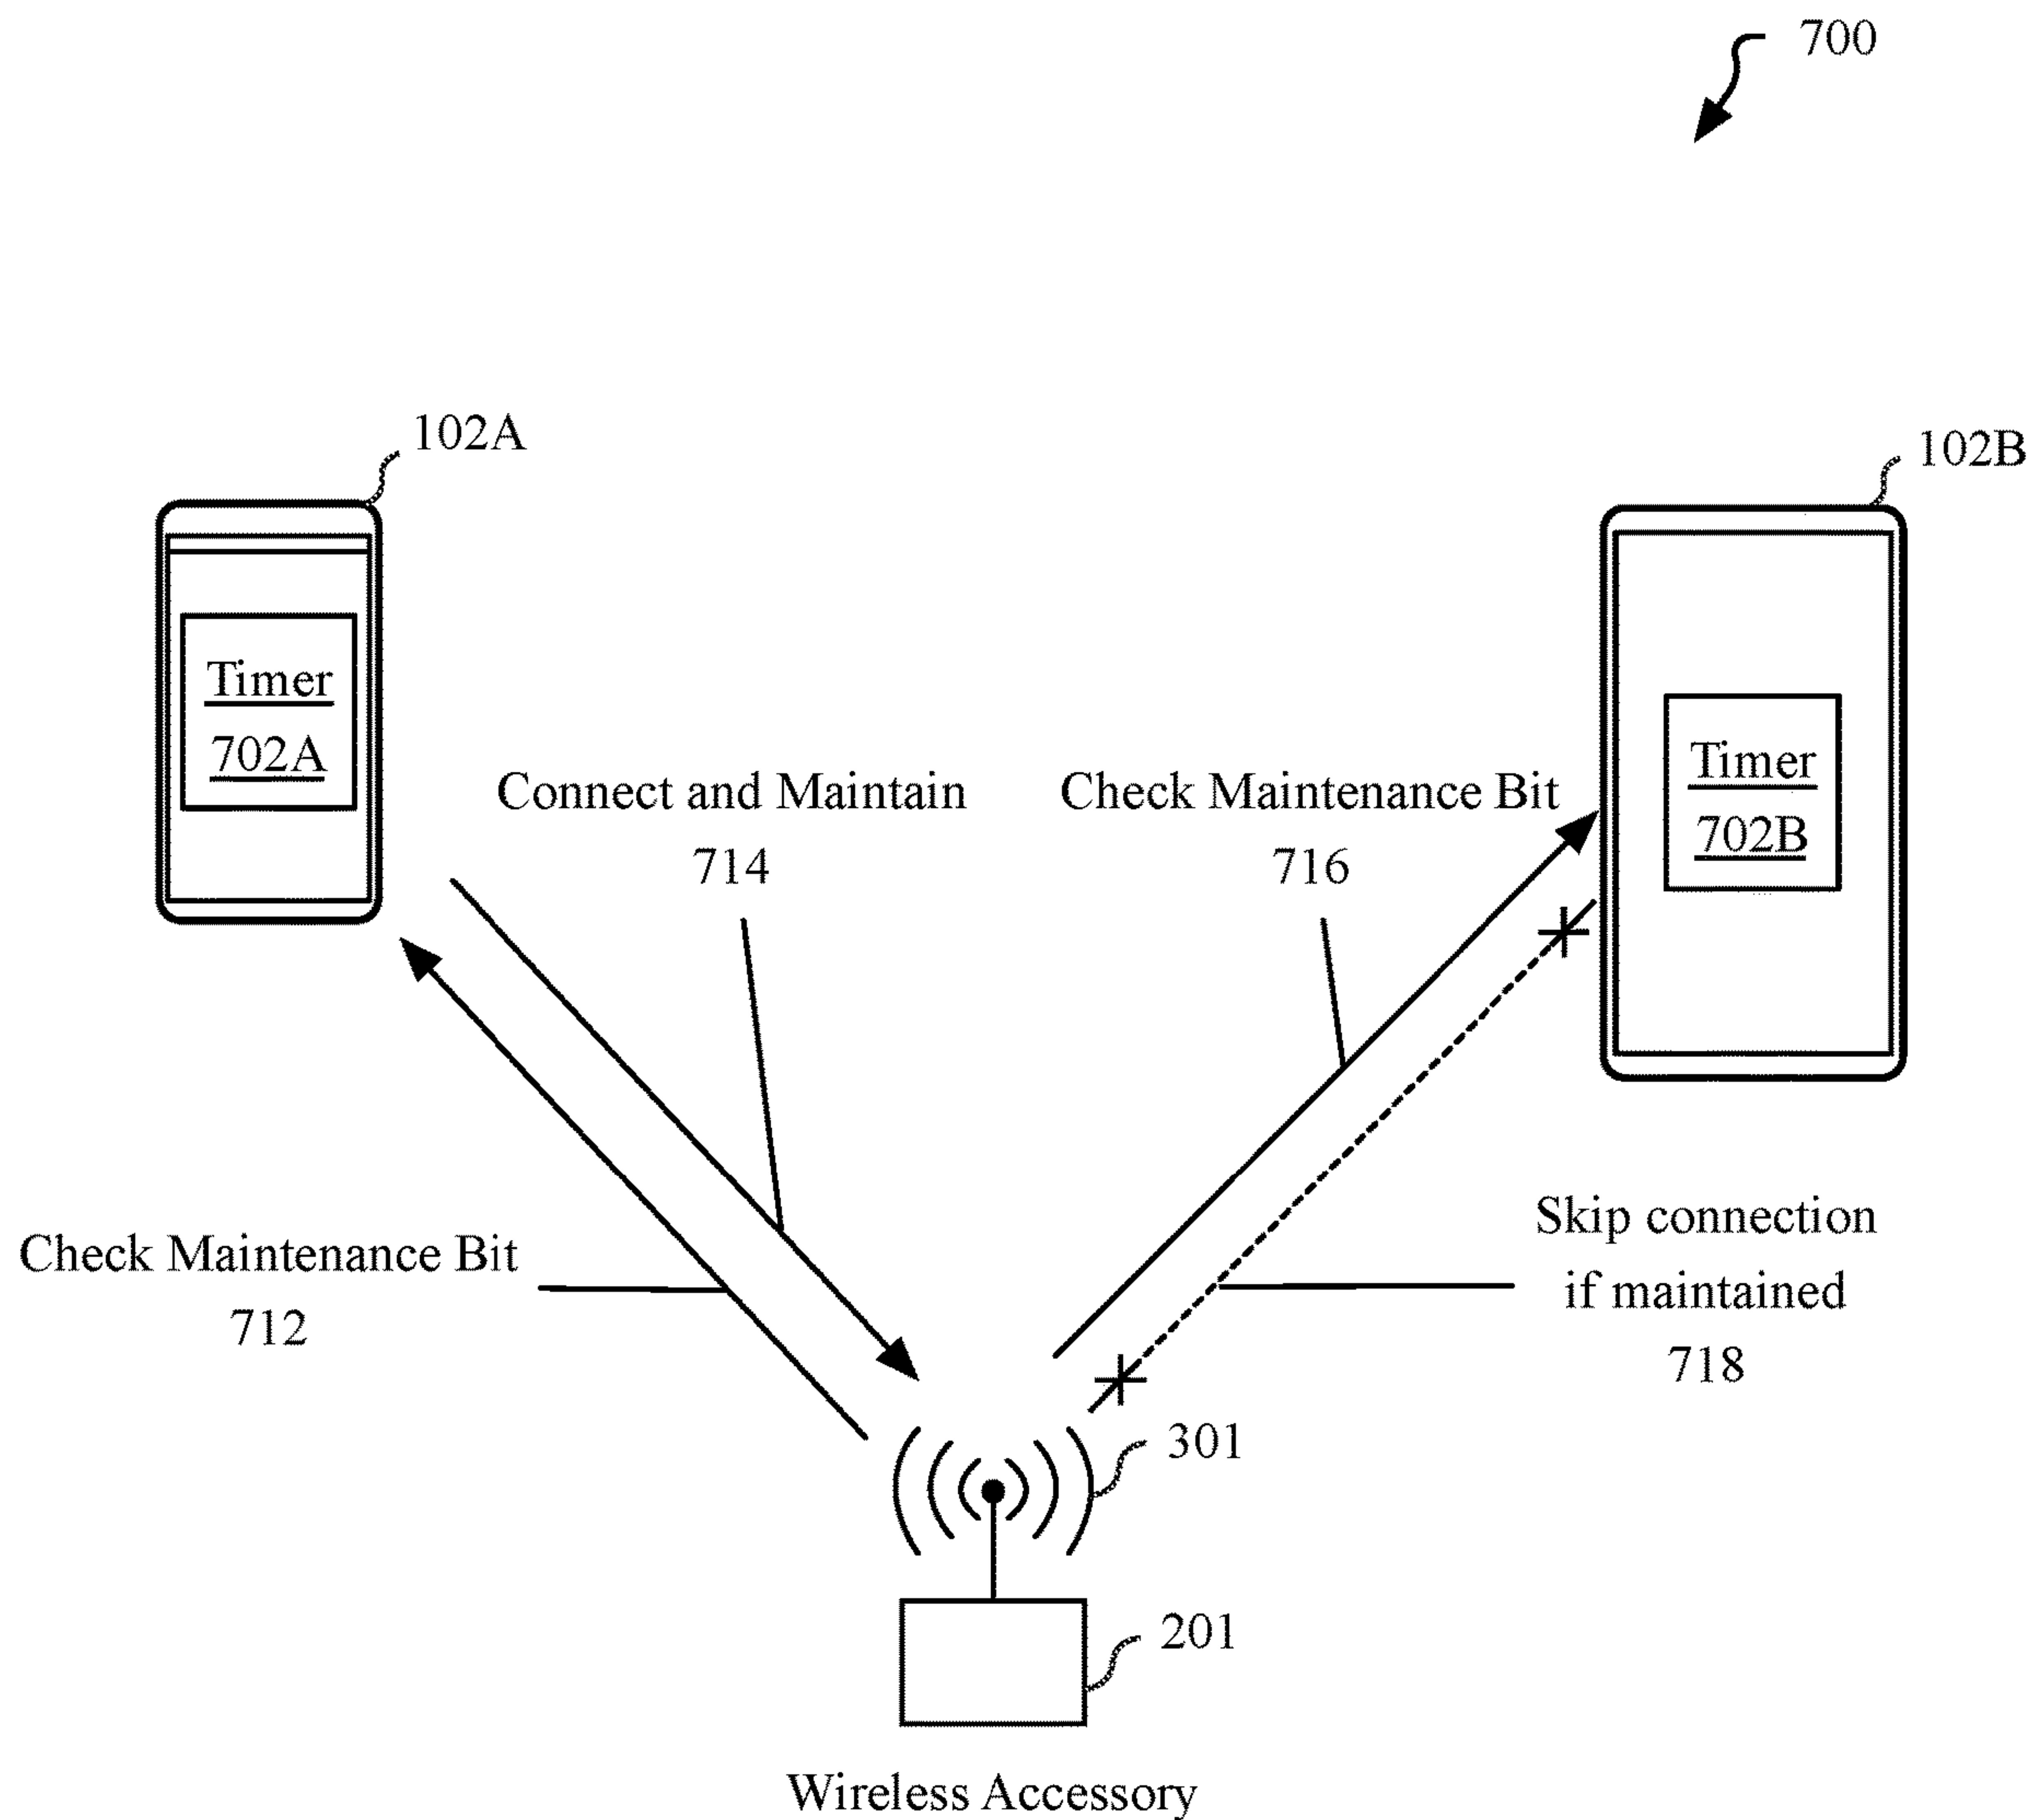 700
102A
102B
Timer
702A
Timer
702B
Connect and Maintain
714
Check Maintenance Bit
716
Check Maintenance Bit
712
Skip connection
if maintained
718
301
201
Wireless Accessory